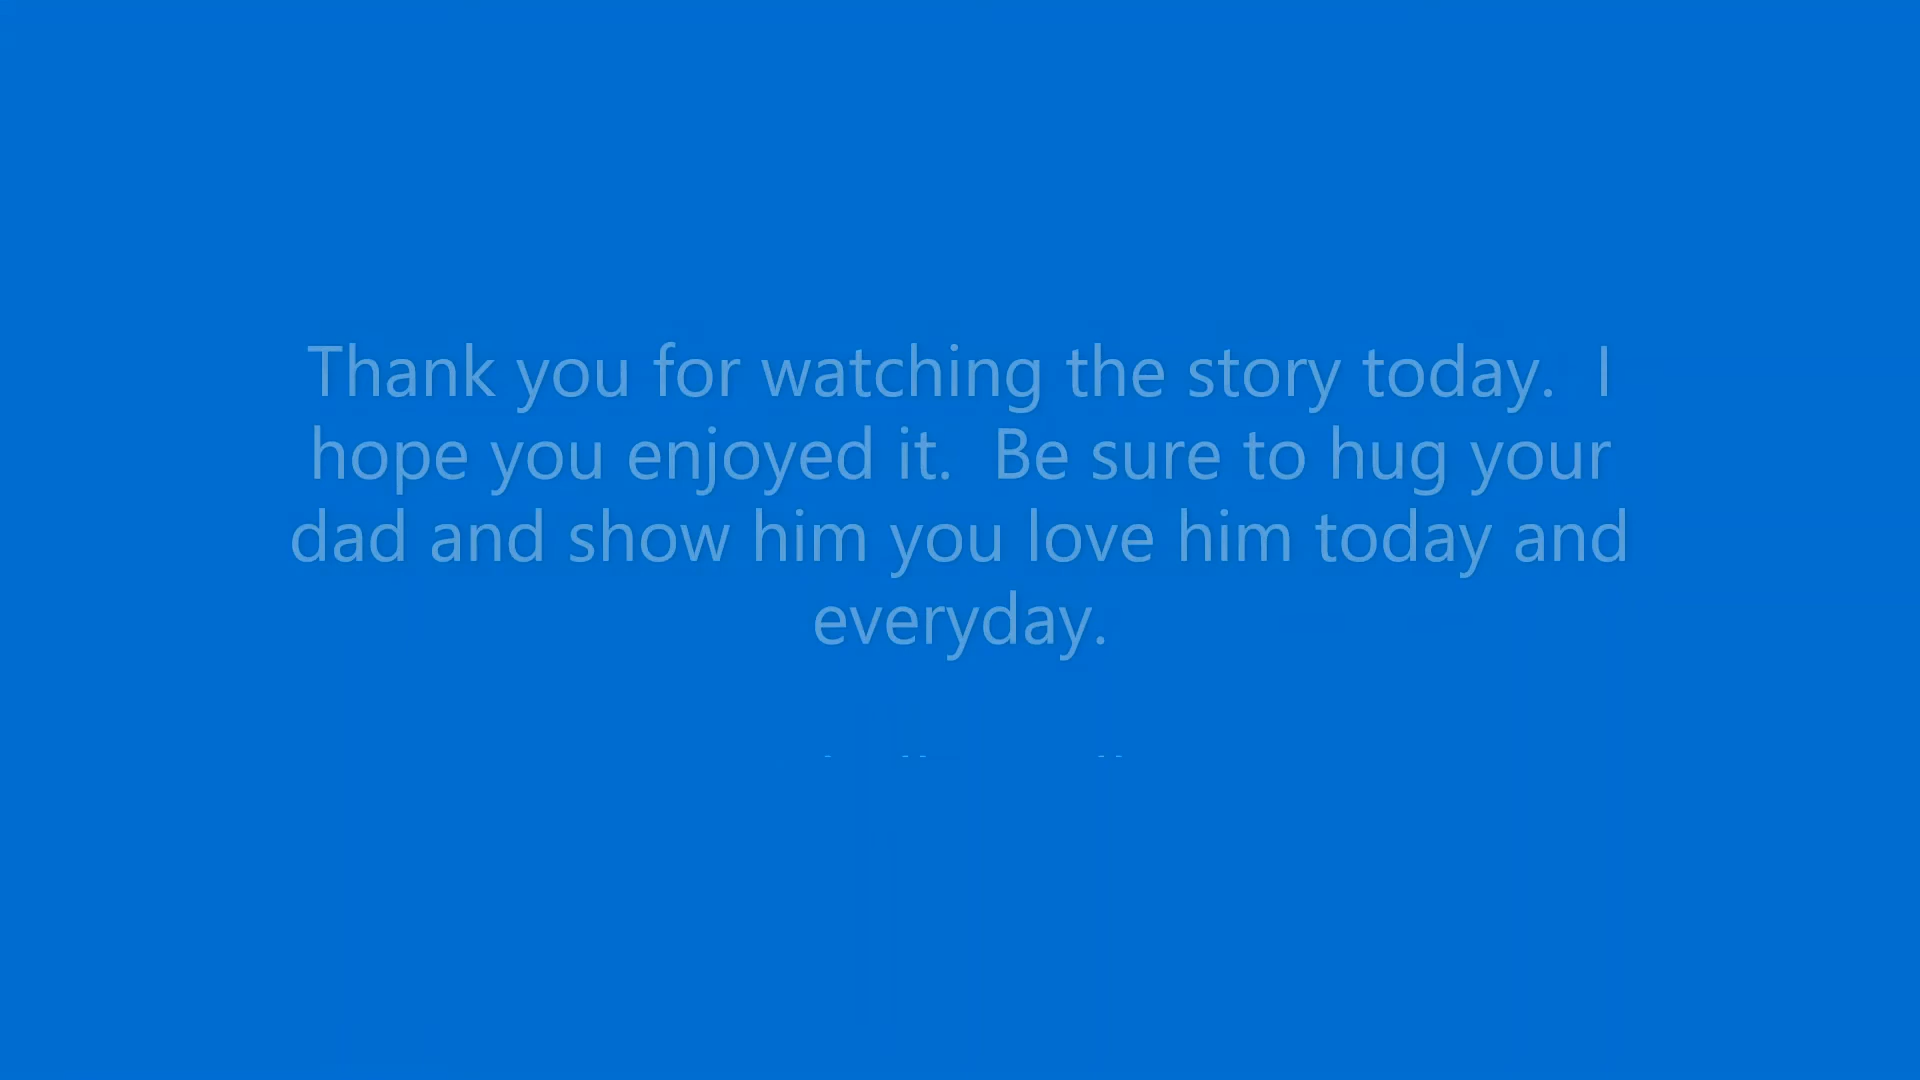 Thank you for watching the story today.  I
hope you enjoyed it.  Be sure to hug your
dad and show him you love him today and
everyday.